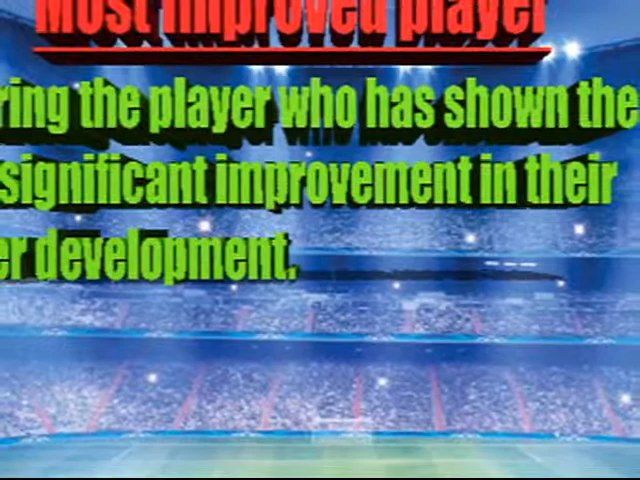 Most improved player
ring the player who has shown the
significant improvement in their
er development.